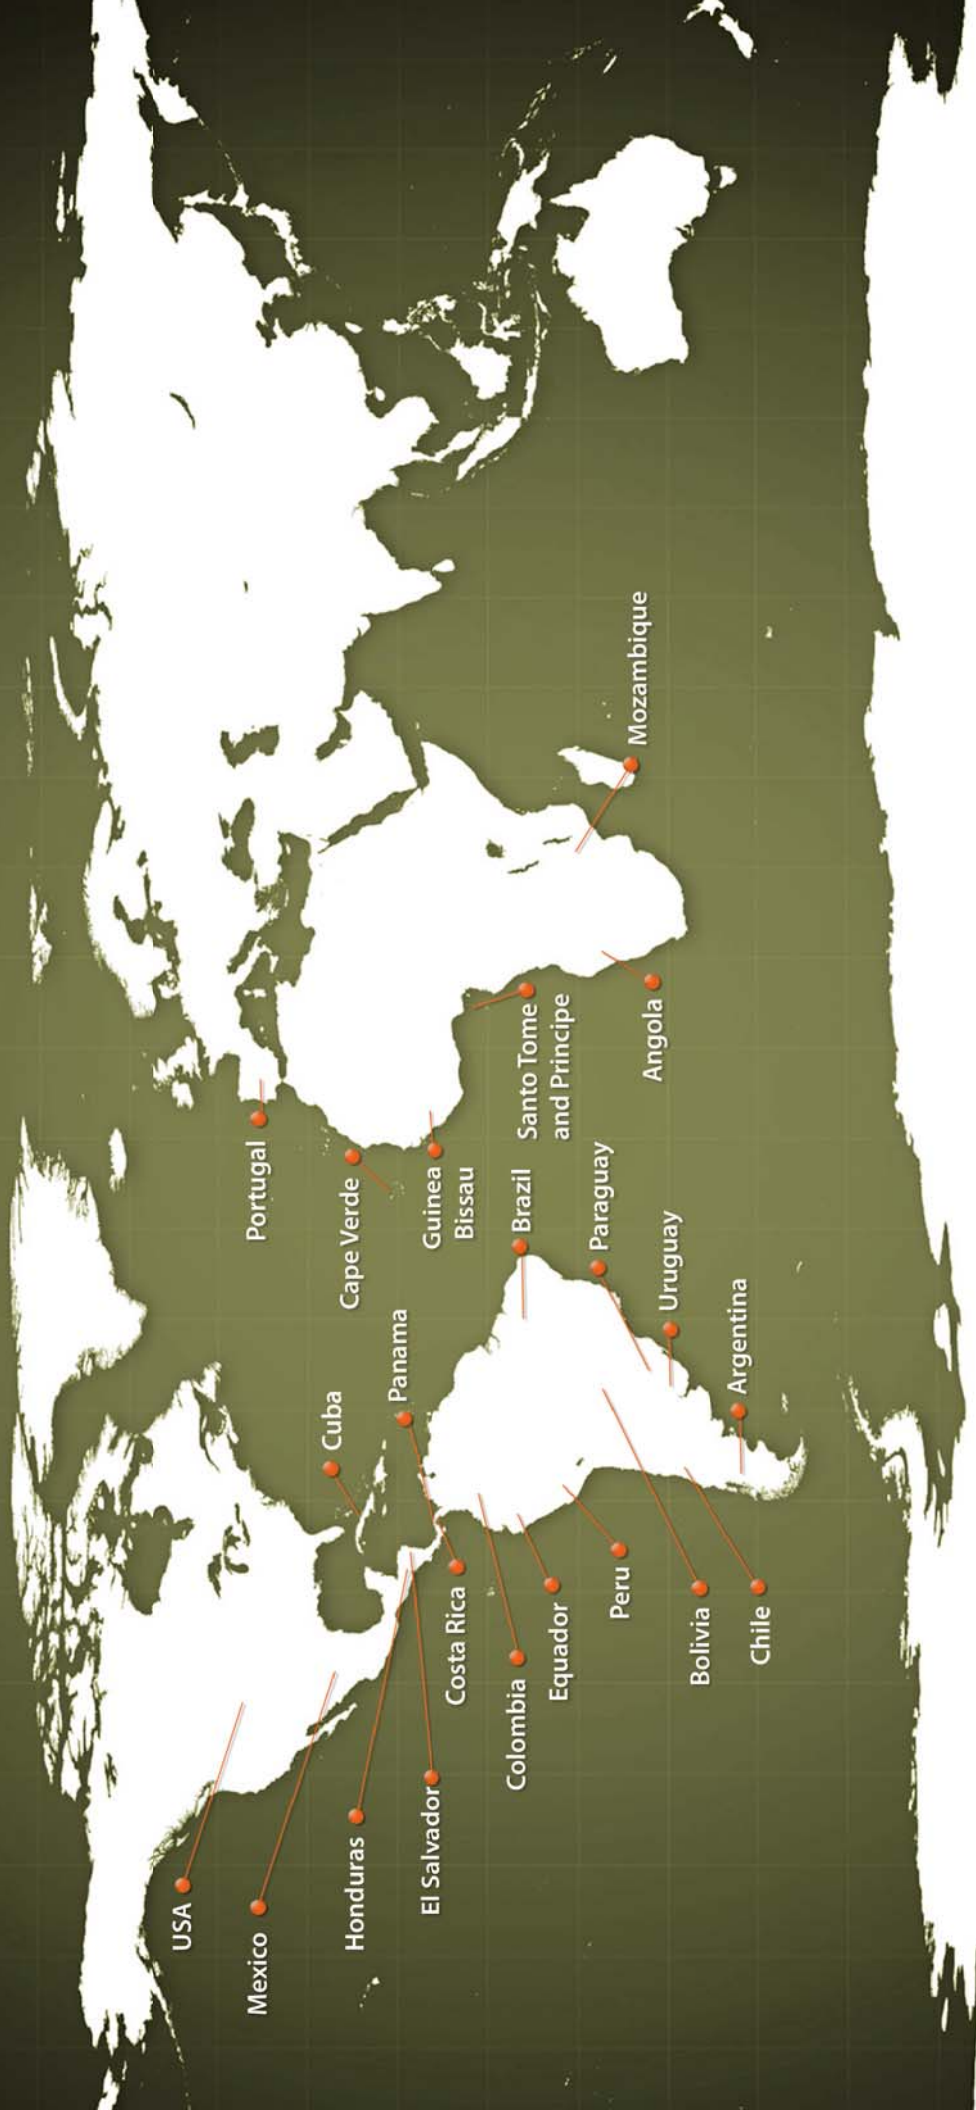 USA
Mexico
Honduras
El Salvador
Costa Rica
Colombia
Equador
Peru
Bolivia
Chile
Cuba
Panama
Brazil
Paraguay
Uruguay
Argentina
Portugal
Cape Verde
Guinea
Bissau
Santo Tome
and Principe
Angola
Mozambique